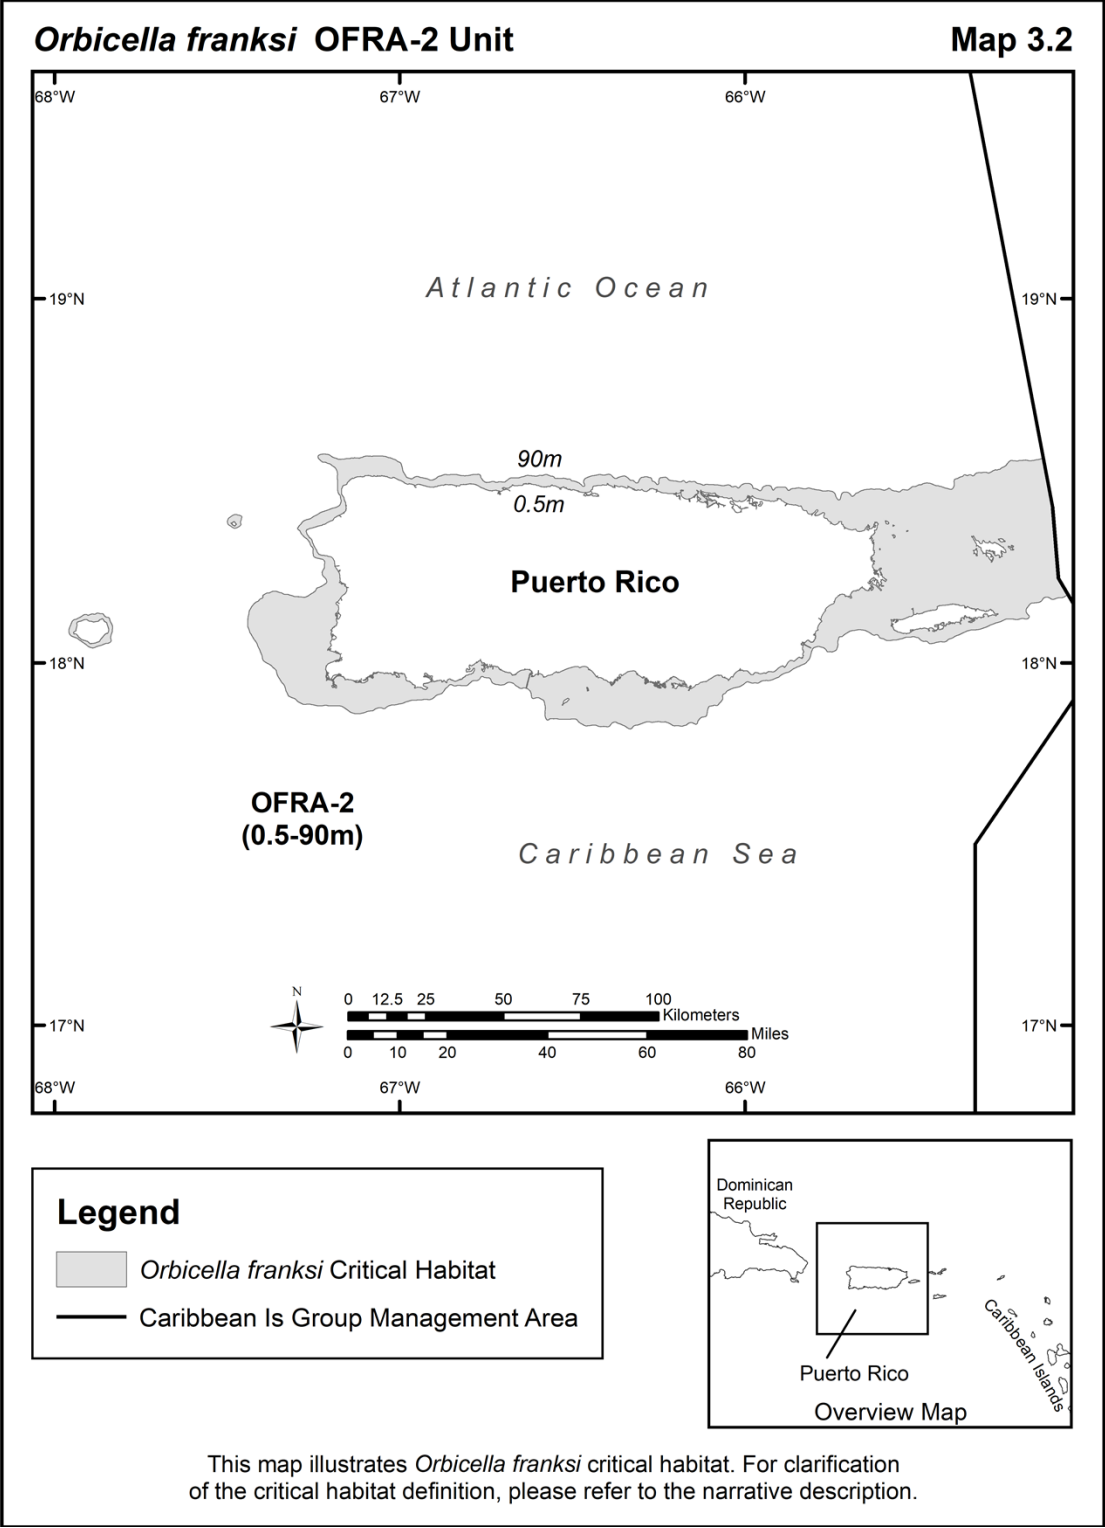 Orbicella franksi OFRA-2 Unit
Map 3.2
68°W
67°W
66°W
Atlantic Ocean
19°N
19°N
90m
0.5m
Puerto Rico
18°N
18°N
OFRA-2
(0.5-90m)
Caribbean Sea
N
0 12.5 25 50 75 100
Kilometers
Miles
0 10 20 40 60 80
17°N
17°N
68°W
67°W
66°W
Legend
Orbicella franksi Critical Habitat
Caribbean Is Group Management Area
Dominican
Republic
Caribbean Islands
Puerto Rico
Overview Map
This map illustrates Orbicella franksi critical habitat. For clarification
of the critical habitat definition, please refer to the narrative description.